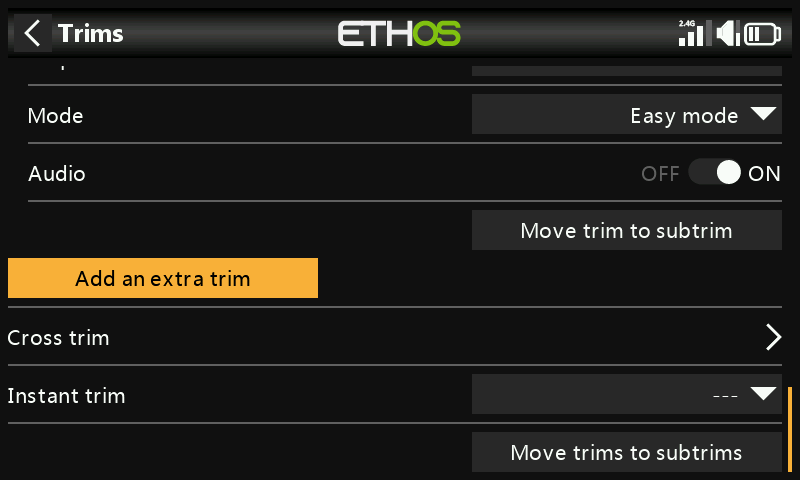 Trims
ETHOS
2.4G
Mode
Easy mode
Audio
OFF ON
Move trim to subtrim
Add an extra trim
Cross trim
Instant trim
---
Move trims to subtrims